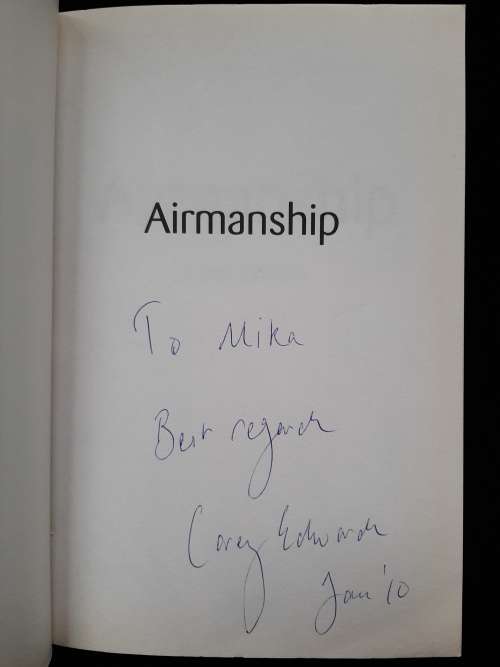 Airmanship
To Mika
Best regards
Corey Edwards
Jan '10